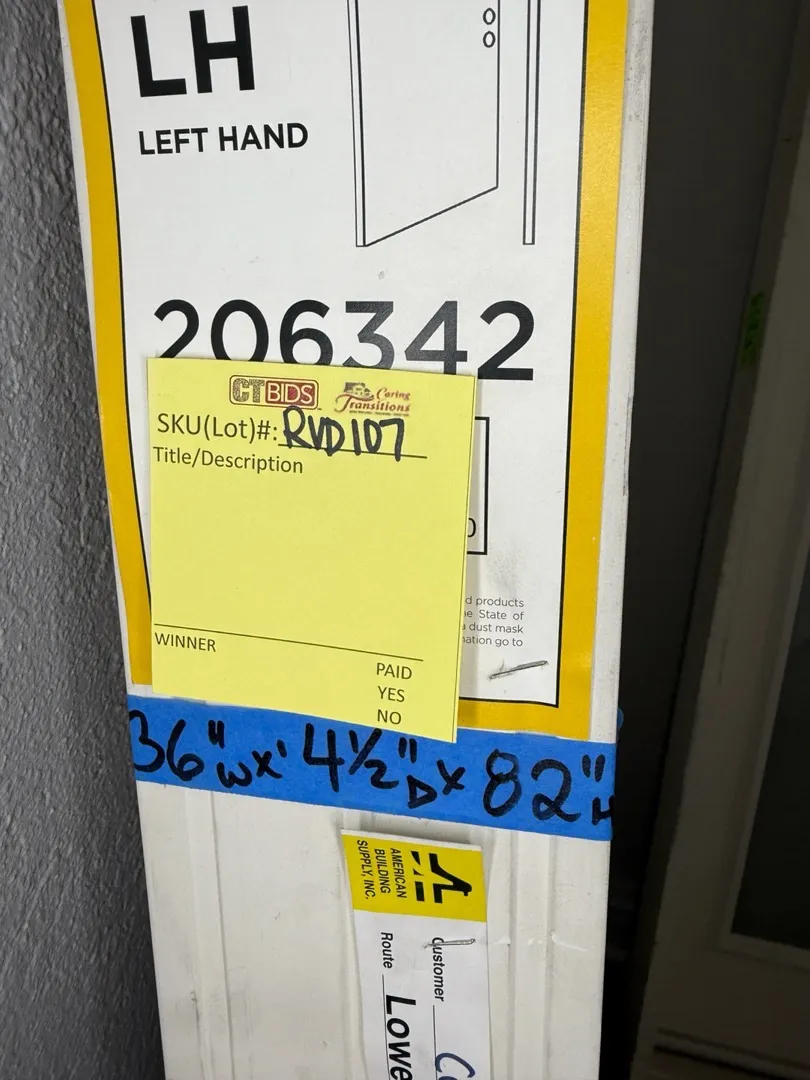 LH
LEFT HAND
206342
CTBIDS
Caring
Transitions
SKU(Lot)#: RVD107
Title/Description
d products
State of
dust mask
ation go to
WINNER
PAID
YES
NO
36"W x 4½"D x 82"H
AMERICAN
BUILDING
SUPPLY, INC.
Customer
Route Lowe